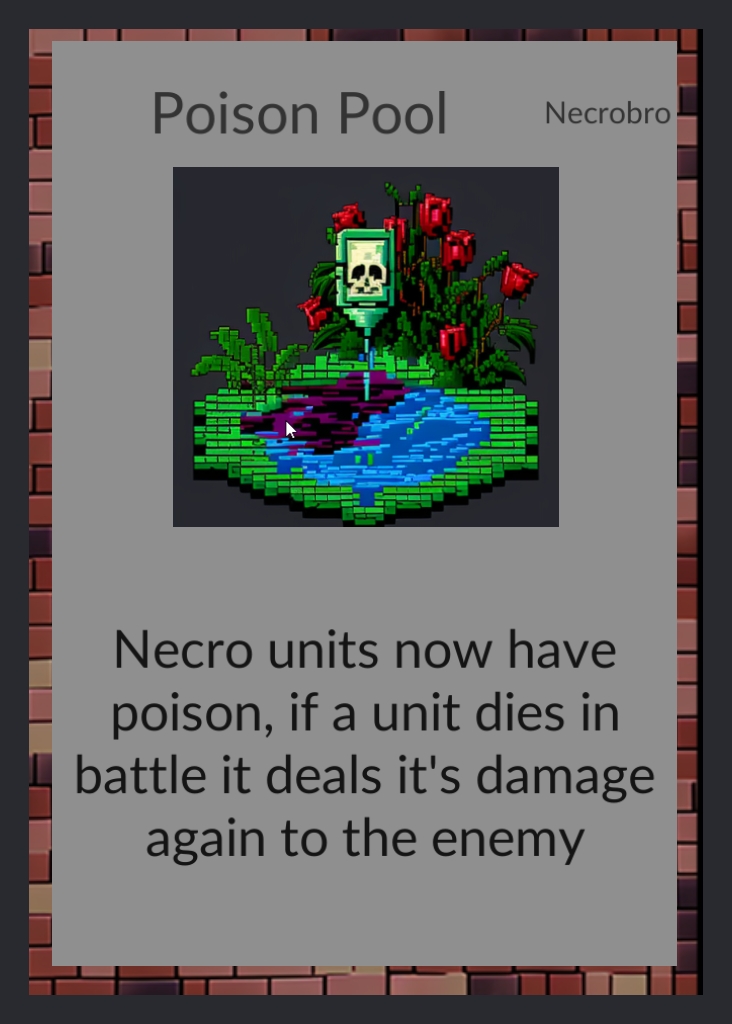 Poison Pool
Necrobro
Necro units now have
poison, if a unit dies in
battle it deals it's damage
again to the enemy